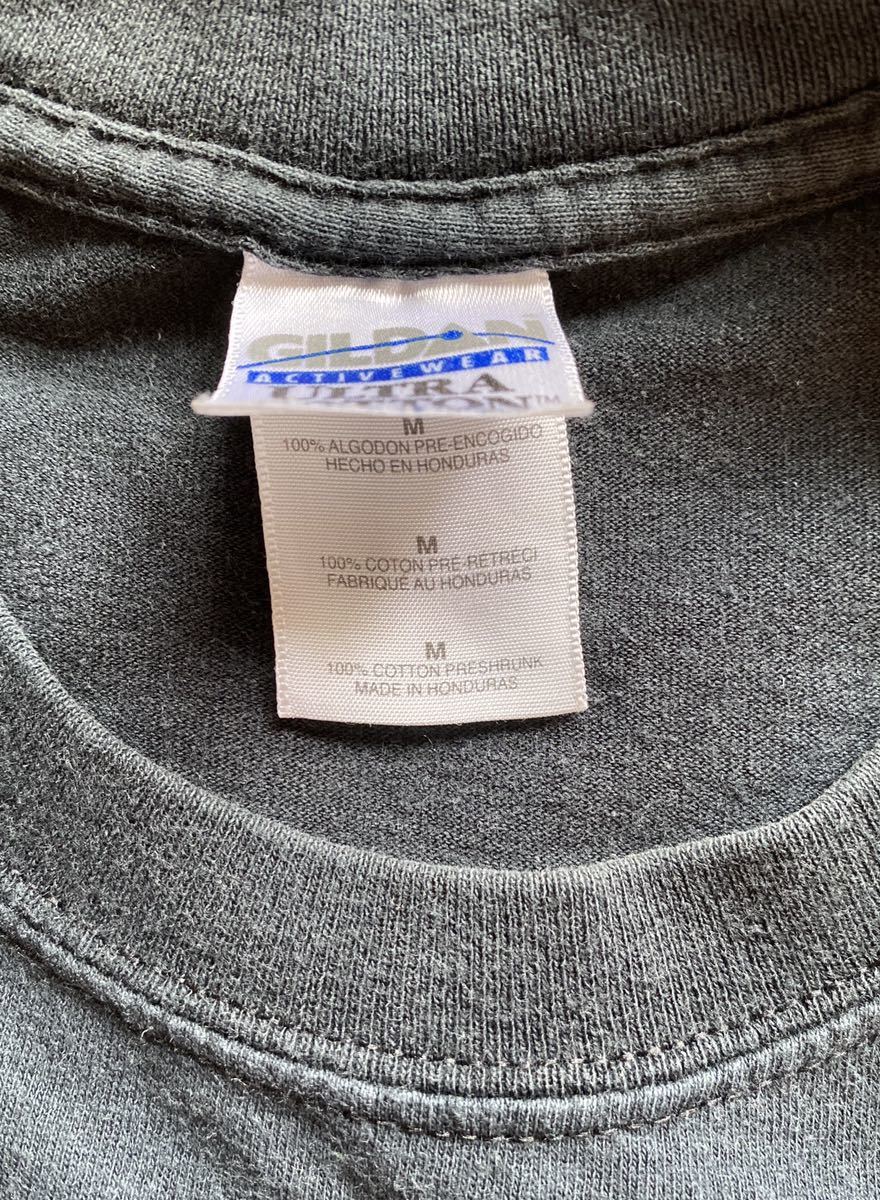 GILDAN
ACTIVEWEAR
ULTRA
COTTON™
M
100% ALGODON PRE-ENCOGIDO
HECHO EN HONDURAS
M
100% COTON PRE-RETRECI
FABRIQUE AU HONDURAS
M
100% COTTON PRESHRUNK
MADE IN HONDURAS